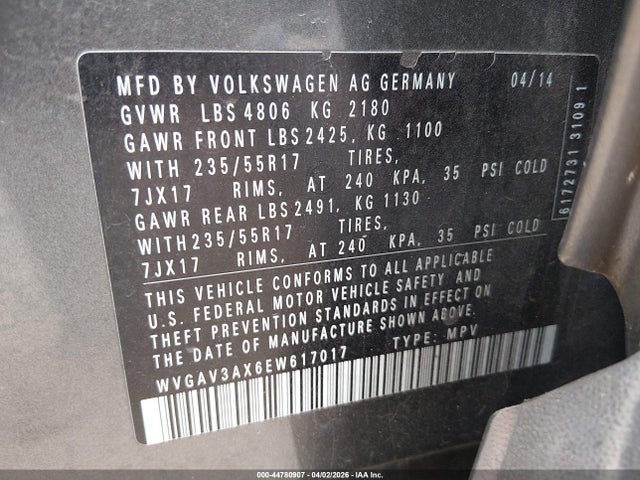 MFD BY VOLKSWAGEN AG GERMANY 04/14
GVWR LBS 4806 KG 2180
GAWR FRONT LBS 2425, KG 1100
WITH 235/55R17 TIRES,
7JX17 RIMS, AT 240 KPA, 35 PSI COLD
GAWR REAR LBS 2491, KG 1130
WITH 235/55R17 TIRES,
7JX17 RIMS, AT 240 KPA, 35 PSI COLD
THIS VEHICLE CONFORMS TO ALL APPLICABLE
U.S. FEDERAL MOTOR VEHICLE SAFETY AND
THEFT PREVENTION STANDARDS IN EFFECT ON
THE DATE OF MANUFACTURE SHOWN ABOVE.
WVGAV3AX6EW617017 TYPE: MPV
6172731 3109 1
000-44780907 - 04/02/2026 - IAAI.com